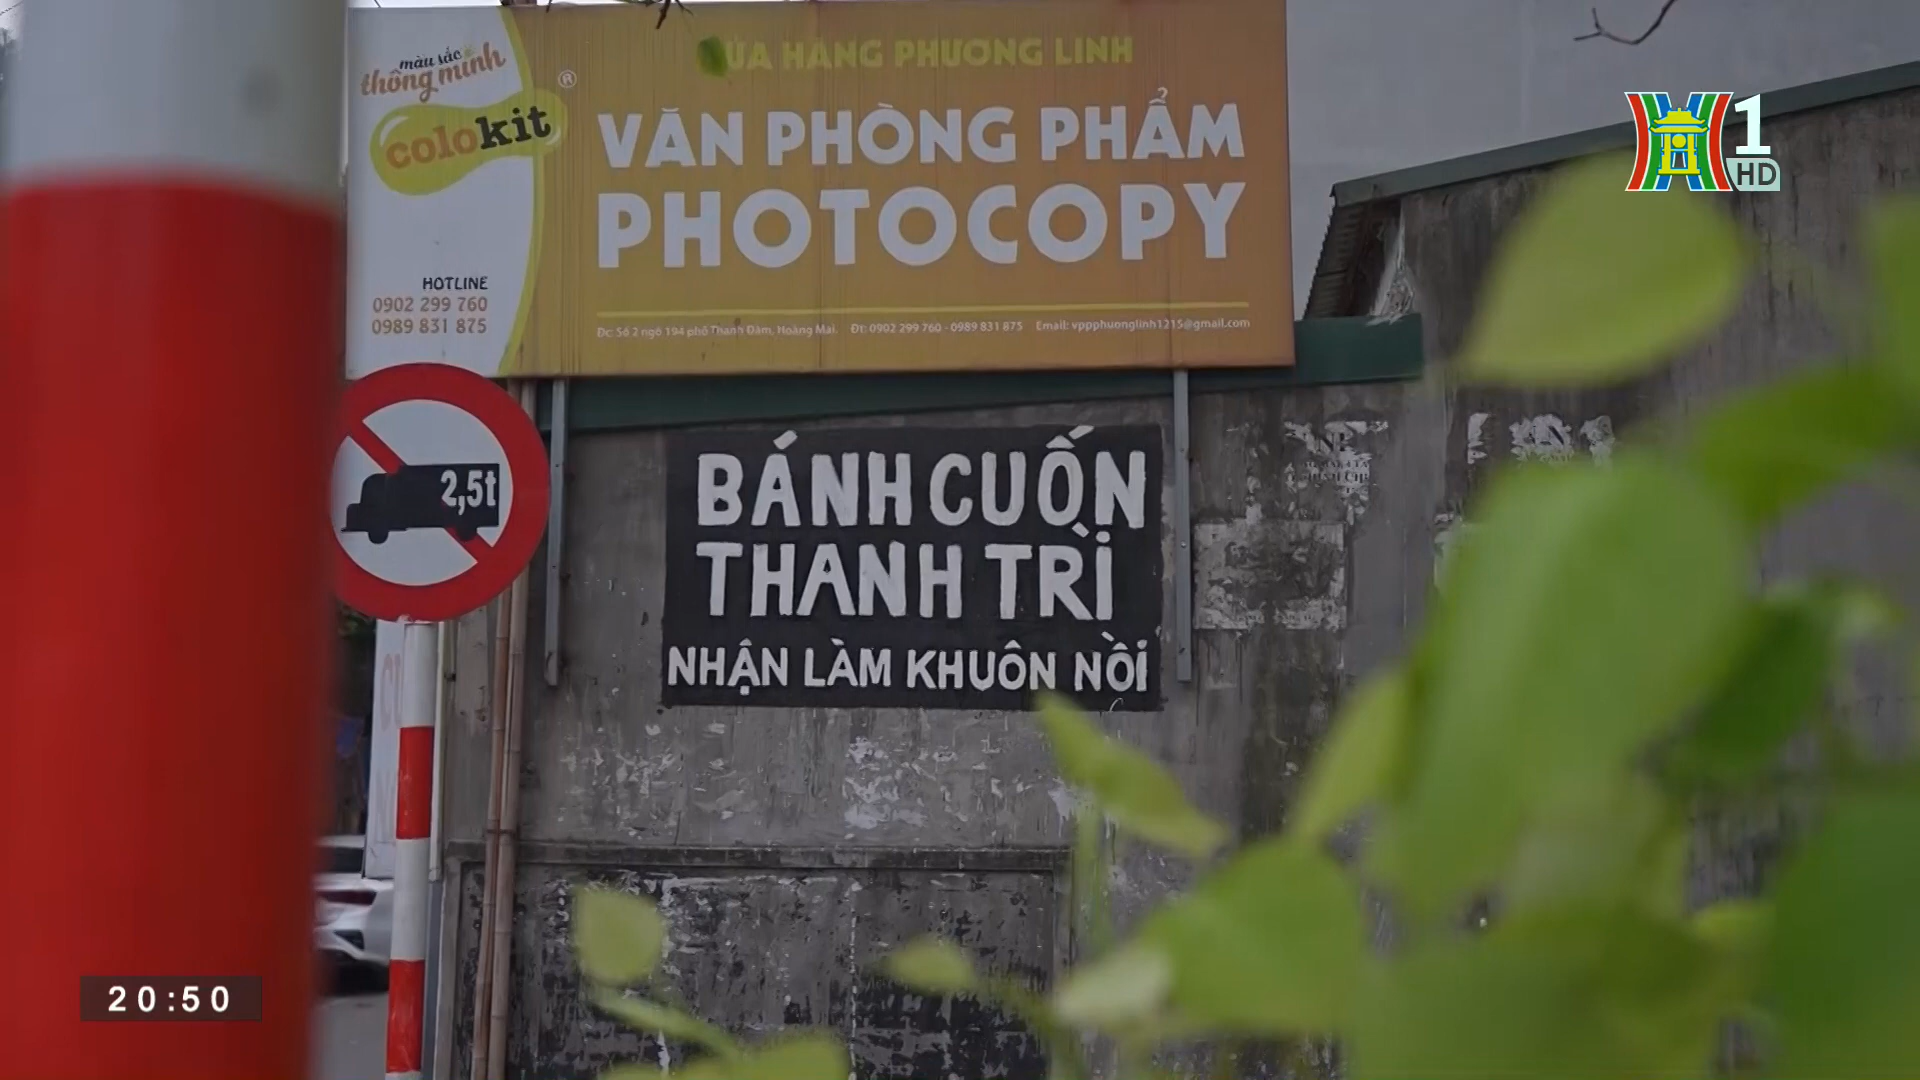 màu sắc
thông minh
colokit ®
HOTLINE
0902 299 760
0989 831 875
CỬA HÀNG PHƯƠNG LINH
VĂN PHÒNG PHẨM
PHOTOCOPY
Đc: Số 2 ngõ 194 phố Thanh Đàm, Hoàng Mai. Đt: 0902 299 760 - 0989 831 875 Email: vppphuonglinh1215@gmail.com
1
HD
2,5t
BÁNH CUỐN
THANH TRÌ
NHẬN LÀM KHUÔN NỒI
20:50